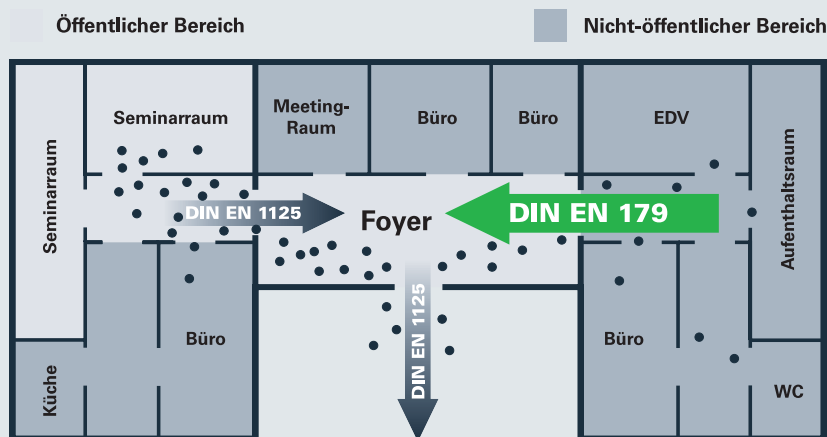 Öffentlicher Bereich
Nicht-öffentlicher Bereich
Seminarraum
Seminarraum
Meeting-
Raum
Büro
Büro
EDV
Aufenthaltsraum
DIN EN 1125
Foyer
DIN EN 179
DIN EN 1125
Büro
Büro
Küche
WC